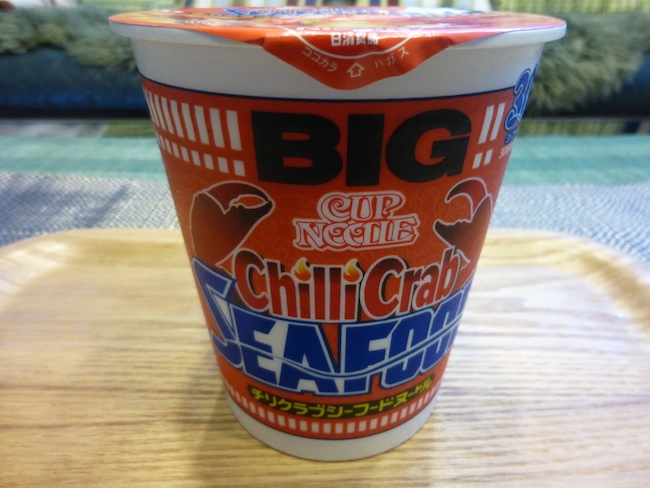 日清食品
ココカラ ハガス
BIG
CUP
NOODLE
Chilli Crab
SEAFOOD
チリクラブシーフードヌードル